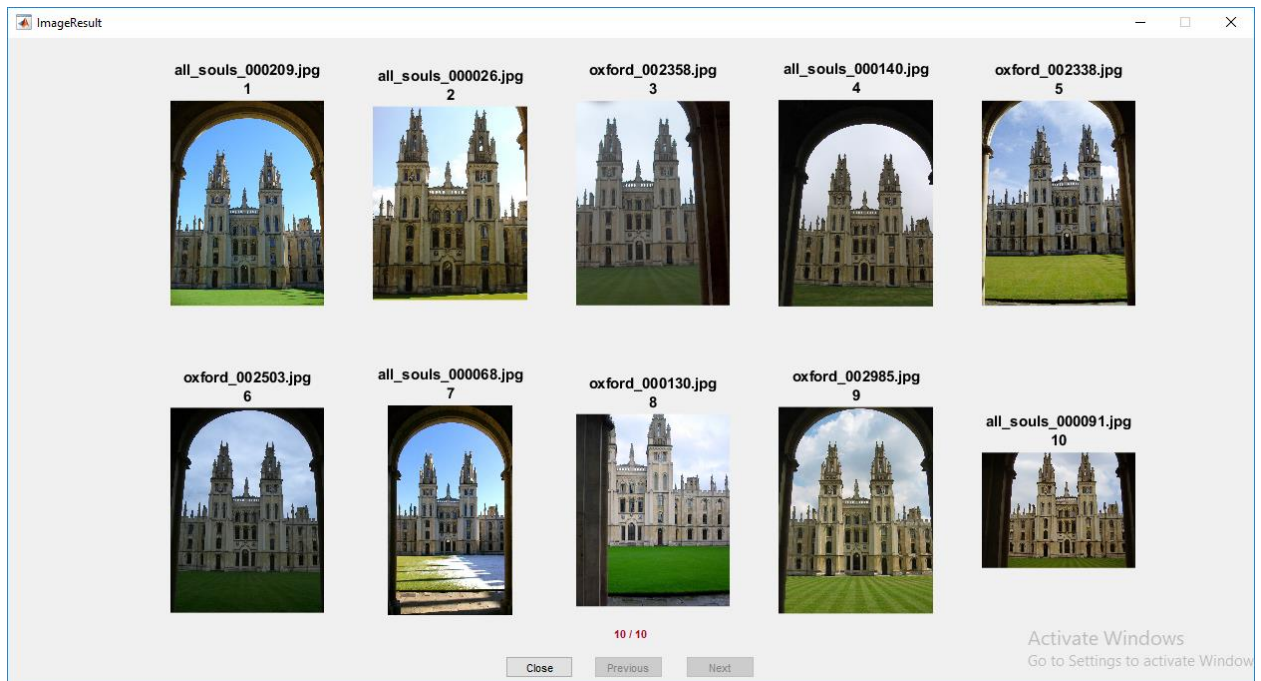 ImageResult
all_souls_000209.jpg
1
all_souls_000026.jpg
2
oxford_002358.jpg
3
all_souls_000140.jpg
4
oxford_002338.jpg
5
oxford_002503.jpg
6
all_souls_000068.jpg
7
oxford_000130.jpg
8
oxford_002985.jpg
9
all_souls_000091.jpg
10
10 / 10
Close
Previous
Next
Activate Windows
Go to Settings to activate Window